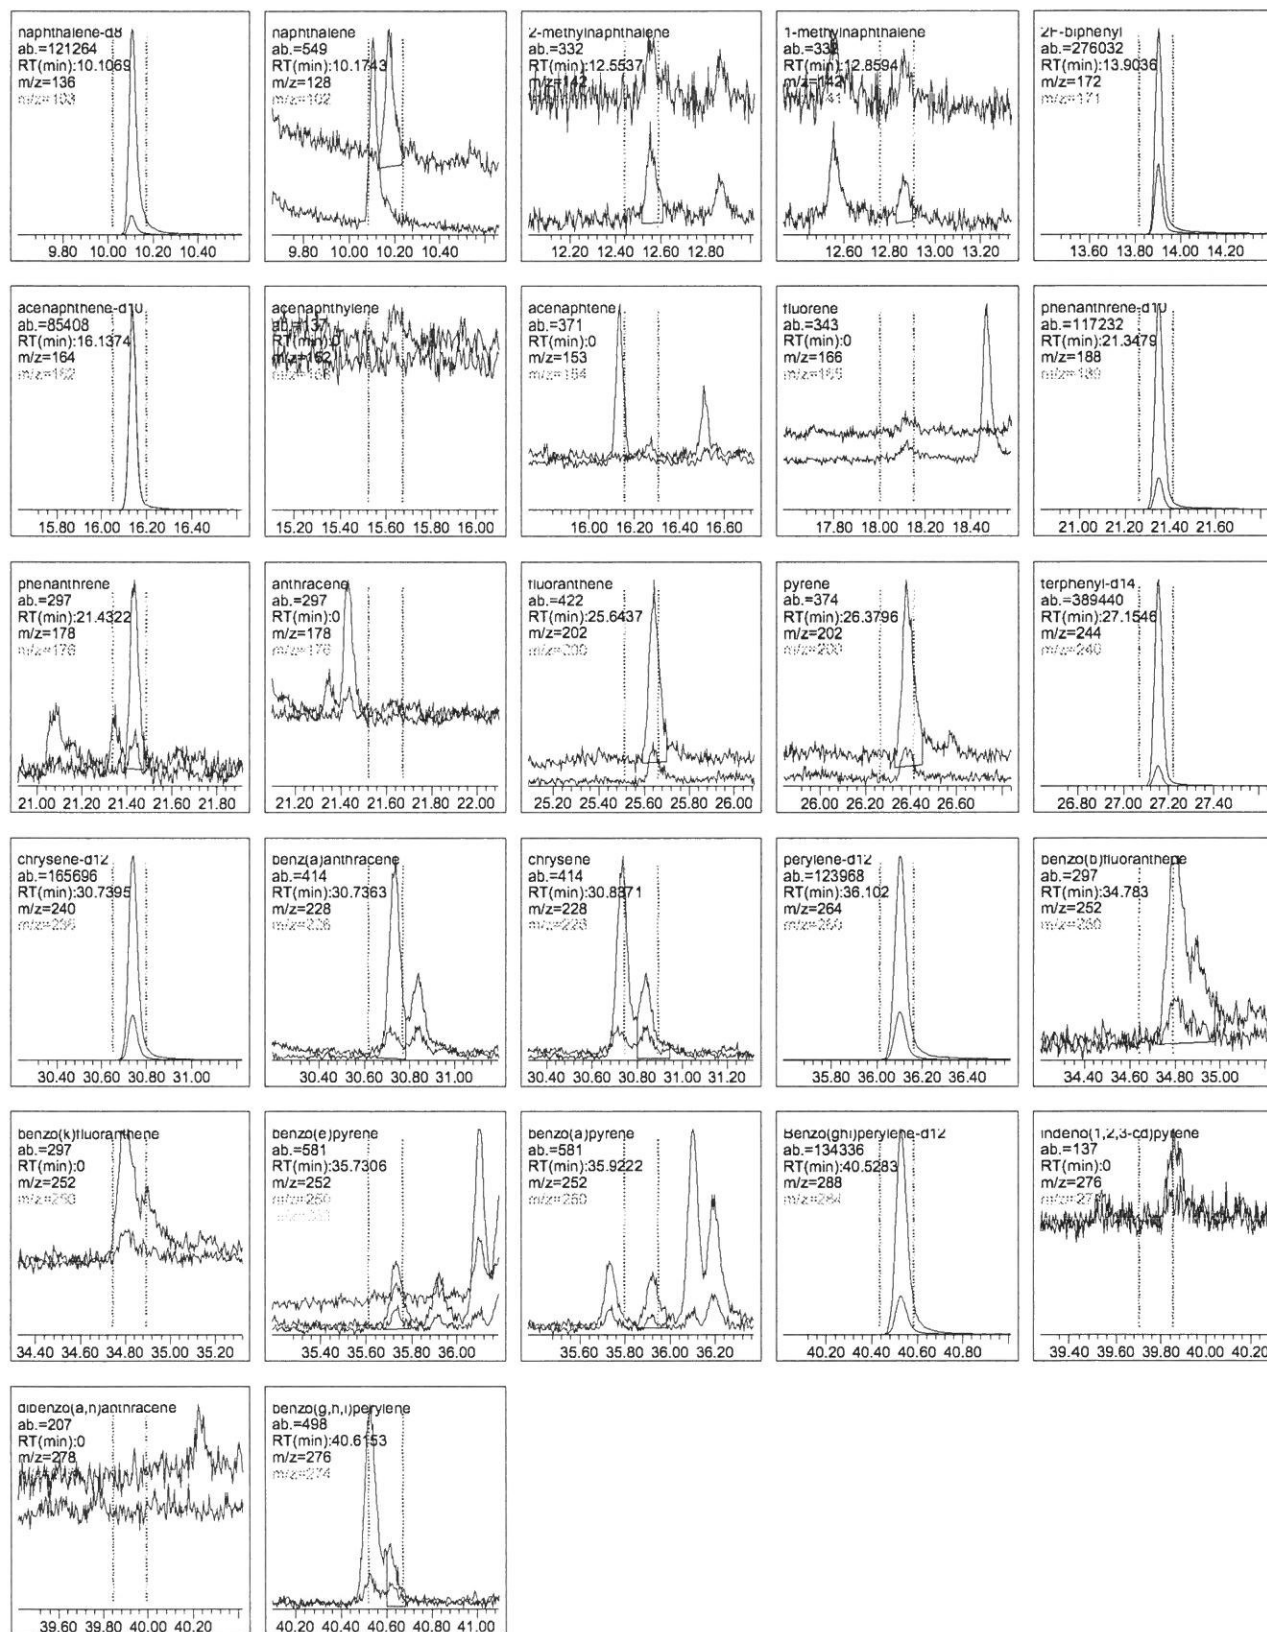 naphthalene-d8
ab.=121264
RT(min):10.1069
m/z=136
9.80 10.00 10.20 10.40
naphthalene
ab.=549
RT(min):10.1743
m/z=128
m/z=102
9.80 10.00 10.20 10.40
2-methylnaphthalene
ab.=332
RT(min):12.5537
m/z=142
12.20 12.40 12.60 12.80
1-methylnaphthalene
ab.=332
RT(min):12.8594
m/z=142
12.60 12.80 13.00 13.20
2F-biphenyl
ab.=276032
RT(min):13.9036
m/z=172
m/z=171
13.60 13.80 14.00 14.20
acenaphthene-d10
ab.=85408
RT(min):16.1374
m/z=164
m/z=162
15.80 16.00 16.20 16.40
acenaphthylene
ab.=137
RT(min):0
m/z=152
15.20 15.40 15.60 15.80 16.00
acenaphtene
ab.=371
RT(min):0
m/z=153
m/z=154
16.00 16.20 16.40 16.60
fluorene
ab.=343
RT(min):0
m/z=166
m/z=165
17.80 18.00 18.20 18.40
phenanthrene-d10
ab.=117232
RT(min):21.3479
m/z=188
m/z=189
21.00 21.20 21.40 21.60
phenanthrene
ab.=297
RT(min):21.4322
m/z=178
m/z=176
21.00 21.20 21.40 21.60 21.80
anthracene
ab.=297
RT(min):0
m/z=178
m/z=176
21.20 21.40 21.60 21.80 22.00
fluoranthene
ab.=422
RT(min):25.6437
m/z=202
m/z=200
25.20 25.40 25.60 25.80 26.00
pyrene
ab.=374
RT(min):26.3796
m/z=202
m/z=200
26.00 26.20 26.40 26.60
terphenyl-d14
ab.=389440
RT(min):27.1546
m/z=244
m/z=240
26.80 27.00 27.20 27.40
chrysene-d12
ab.=165696
RT(min):30.7395
m/z=240
m/z=236
30.40 30.60 30.80 31.00
benz(a)anthracene
ab.=414
RT(min):30.7363
m/z=228
m/z=226
30.40 30.60 30.80 31.00
chrysene
ab.=414
RT(min):30.8371
m/z=228
m/z=226
30.40 30.60 30.80 31.00 31.20
perylene-d12
ab.=123968
RT(min):36.102
m/z=264
m/z=260
35.80 36.00 36.20 36.40
benzo(b)fluoranthene
ab.=297
RT(min):34.783
m/z=252
m/z=250
34.40 34.60 34.80 35.00
benzo(k)fluoranthene
ab.=297
RT(min):0
m/z=252
m/z=250
34.40 34.60 34.80 35.00 35.20
benzo(e)pyrene
ab.=581
RT(min):35.7306
m/z=252
m/z=250
35.40 35.60 35.80 36.00
benzo(a)pyrene
ab.=581
RT(min):35.9222
m/z=252
m/z=250
35.60 35.80 36.00 36.20
Benzo(ghi)perylene-d12
ab.=134336
RT(min):40.5283
m/z=288
m/z=284
40.20 40.40 40.60 40.80
indeno(1,2,3-cd)pyrene
ab.=137
RT(min):0
m/z=276
39.40 39.60 39.80 40.00 40.20
dibenzo(a,h)anthracene
ab.=207
RT(min):0
m/z=278
39.60 39.80 40.00 40.20
benzo(g,h,i)perylene
ab.=498
RT(min):40.6153
m/z=276
m/z=274
40.20 40.40 40.60 40.80 41.00